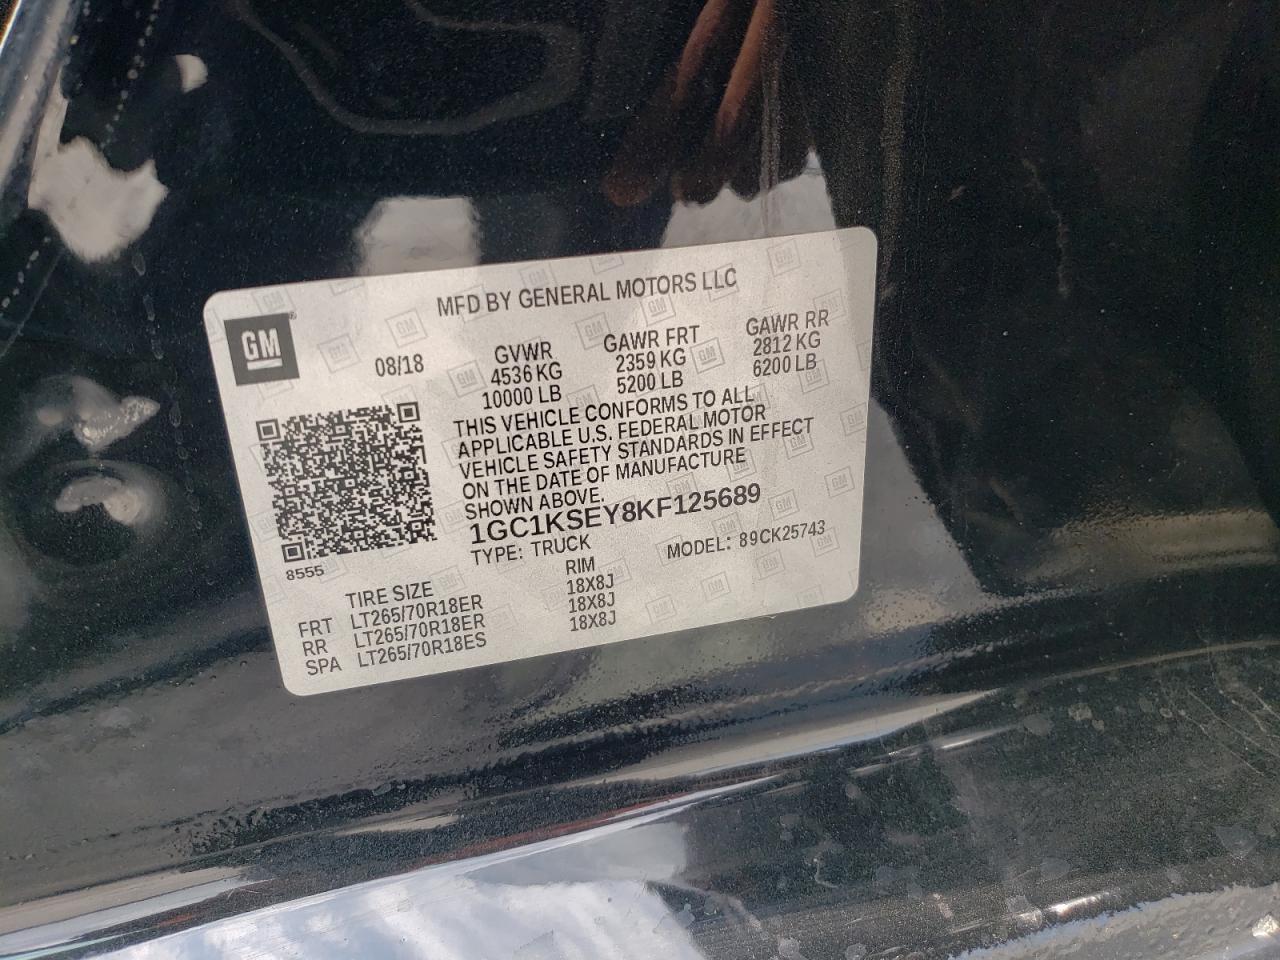 MFD BY GENERAL MOTORS LLC
GM
08/18
GVWR
4536 KG
10000 LB
GAWR FRT
2359 KG
5200 LB
GAWR RR
2812 KG
6200 LB
THIS VEHICLE CONFORMS TO ALL
APPLICABLE U.S. FEDERAL MOTOR
VEHICLE SAFETY STANDARDS IN EFFECT
ON THE DATE OF MANUFACTURE
SHOWN ABOVE.
1GC1KSEY8KF125689
TYPE: TRUCK MODEL: 89CK25743
8555
TIRE SIZE RIM
FRT LT265/70R18ER 18X8J
RR LT265/70R18ER 18X8J
SPA LT265/70R18ES 18X8J